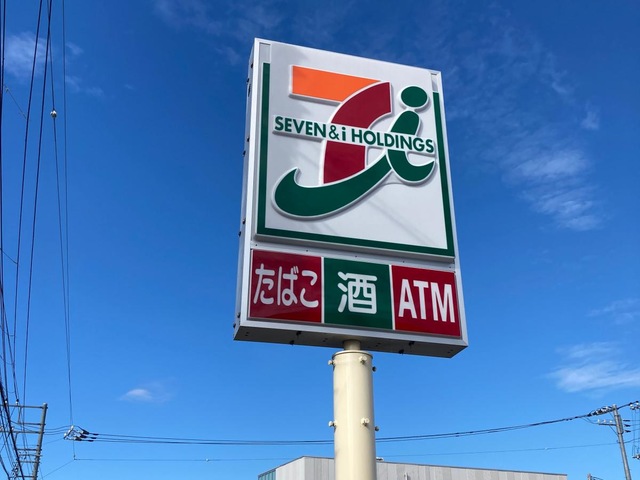 SEVEN & i HOLDINGS
たばこ 酒 ATM